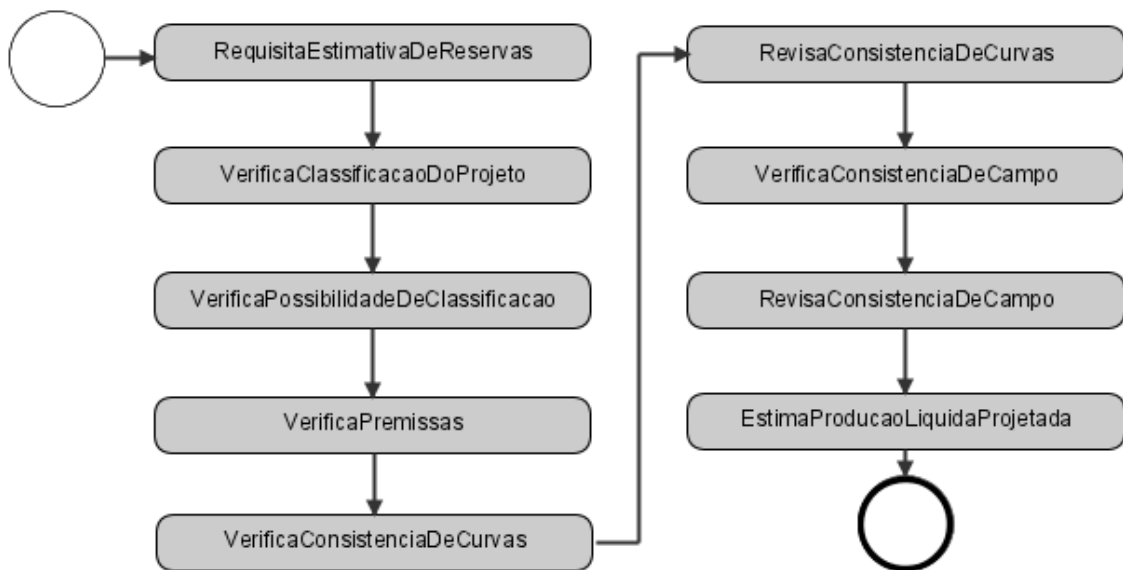 RequisitaEstimativaDeReservas
VerificaClassificacaoDoProjeto
VerificaPossibilidadeDeClassificacao
VerificaPremissas
VerificaConsistenciaDeCurvas
RevisaConsistenciaDeCurvas
VerificaConsistenciaDeCampo
RevisaConsistenciaDeCampo
EstimaProducaoLiquidaProjetada